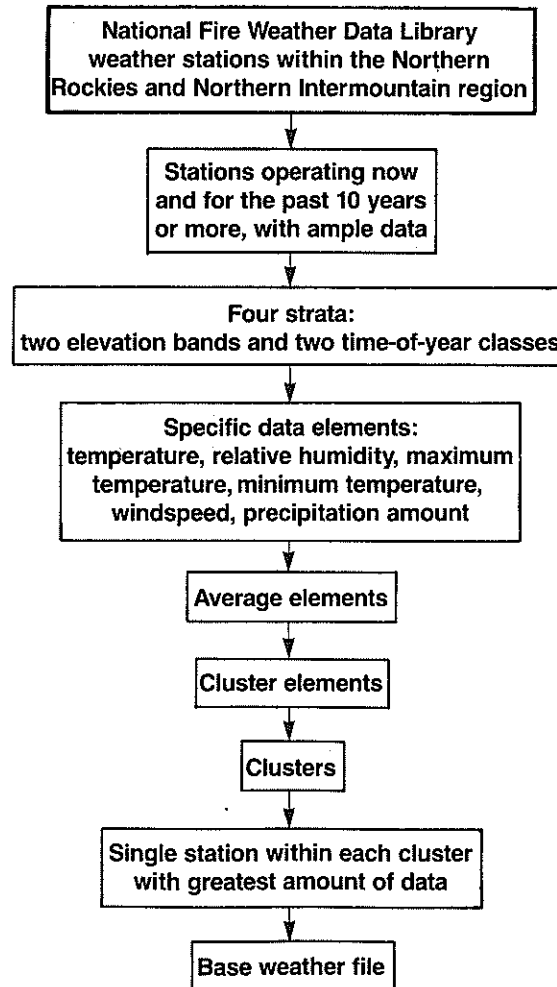 National Fire Weather Data Library
weather stations within the Northern
Rockies and Northern Intermountain region
Stations operating now
and for the past 10 years
or more, with ample data
Four strata:
two elevation bands and two time-of-year classes
Specific data elements:
temperature, relative humidity, maximum
temperature, minimum temperature,
windspeed, precipitation amount
Average elements
Cluster elements
Clusters
Single station within each cluster
with greatest amount of data
Base weather file